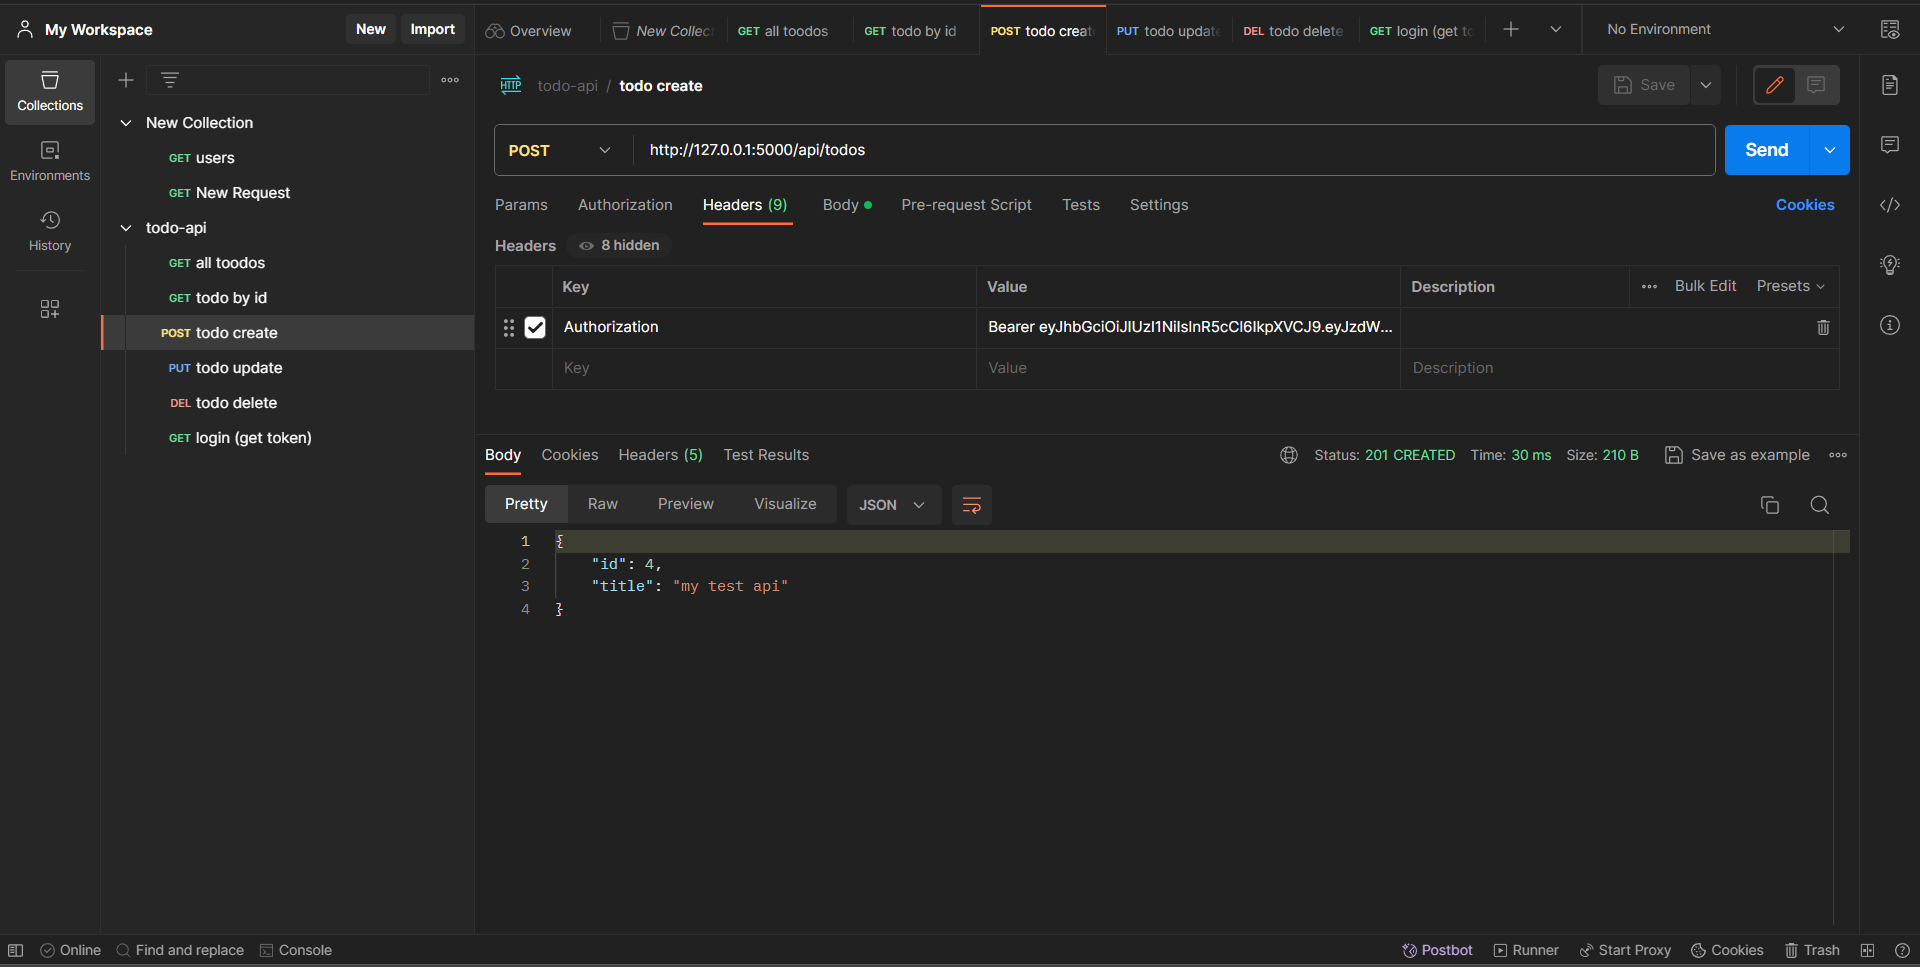 My Workspace
New
Import
Overview
New Collec
GET all toodos
GET todo by id
POST todo creat
PUT todo update
DEL todo delete
GET login (get to
No Environment
Collections
Environments
History
New Collection
GET users
GET New Request
todo-api
GET all toodos
GET todo by id
POST todo create
PUT todo update
DEL todo delete
GET login (get token)
HTTP todo-api / todo create
Save
POST
http://127.0.0.1:5000/api/todos
Send
Params
Authorization
Headers (9)
Body
Pre-request Script
Tests
Settings
Cookies
Headers
8 hidden
Key
Value
Description
Bulk Edit
Presets
Authorization
Bearer eyJhbGciOiJIUzI1NiIsInR5cCI6IkpXVCJ9.eyJzdW...
Key
Value
Description
Body
Cookies
Headers (5)
Test Results
Status: 201 CREATED
Time: 30 ms
Size: 210 B
Save as example
Pretty
Raw
Preview
Visualize
JSON
1 {
2 "id": 4,
3 "title": "my test api"
4 }
Online
Find and replace
Console
Postbot
Runner
Start Proxy
Cookies
Trash